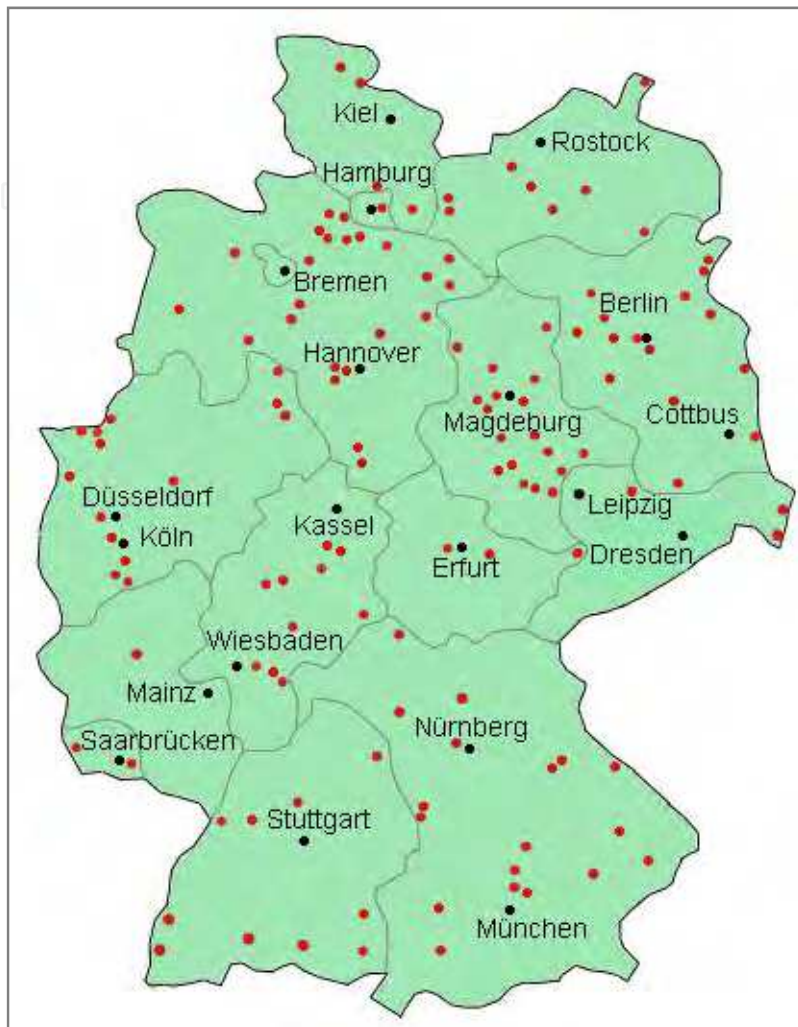 Kiel
Rostock
Hamburg
Bremen
Berlin
Hannover
Magdeburg
Cottbus
Düsseldorf
Leipzig
Kassel
Köln
Erfurt
Dresden
Wiesbaden
Mainz
Nürnberg
Saarbrücken
Stuttgart
München